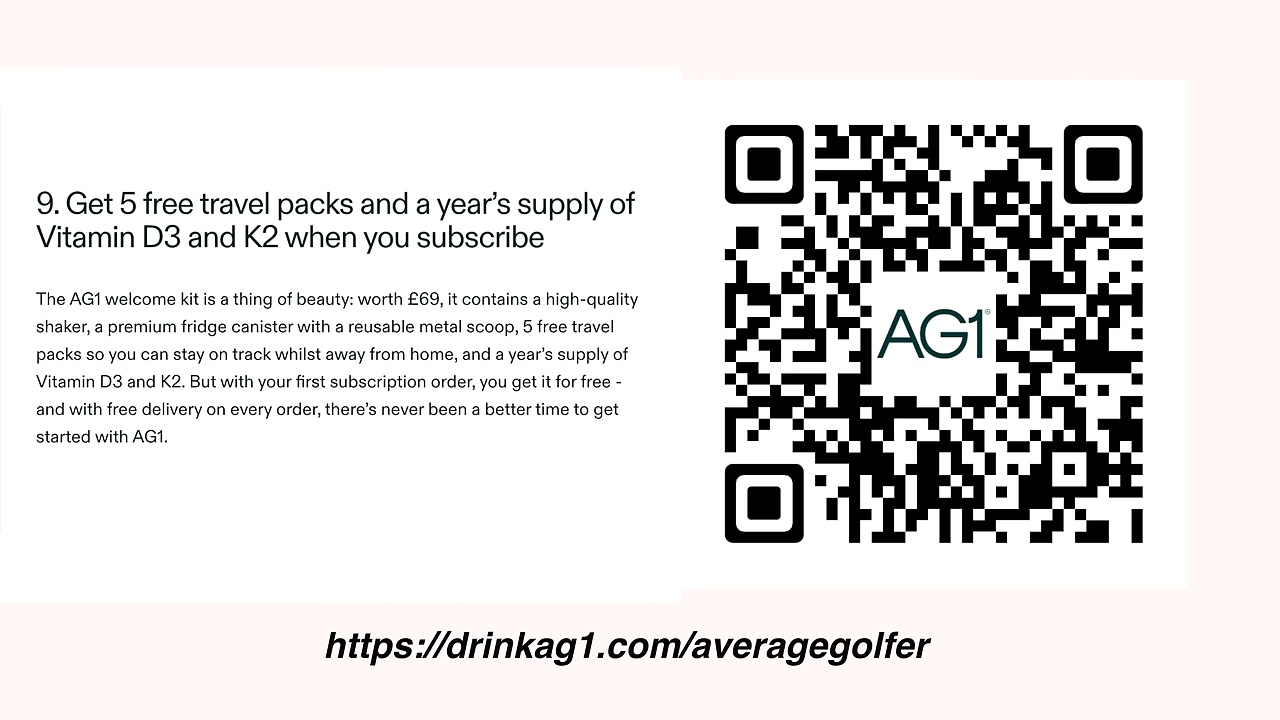 9. Get 5 free travel packs and a year's supply of
Vitamin D3 and K2 when you subscribe
The AG1 welcome kit is a thing of beauty: worth £69, it contains a high-quality
shaker, a premium fridge canister with a reusable metal scoop, 5 free travel
packs so you can stay on track whilst away from home, and a year's supply of
Vitamin D3 and K2. But with your first subscription order, you get it for free -
and with free delivery on every order, there's never been a better time to get
started with AG1.
AG1®
https://drinkag1.com/averagegolfer